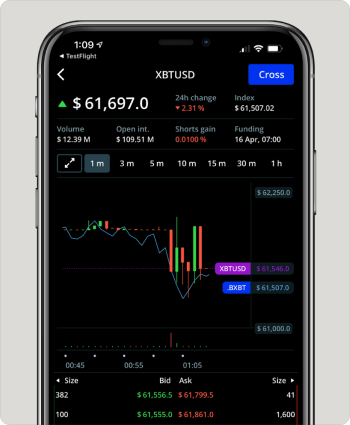 1:09
TestFlight
XBTUSD
Cross
$ 61,697.0
24h change
2.31 %
Index
$ 61,507.02
Volume
$ 12.39 M
Open int.
$ 109.51 M
Shorts gain
0.0100 %
Funding
16 Apr, 07:00
1 m 3 m 5 m 10 m 15 m 30 m 1 h
$ 62,250.0
XBTUSD $ 61,546.0
.BXBT $ 61,507.0
$ 61,000.0
00:45 00:55 01:05
Size Bid Ask Size
382 $ 61,556.5 $ 61,799.5 41
100 $ 61,555.0 $ 61,861.0 1,600